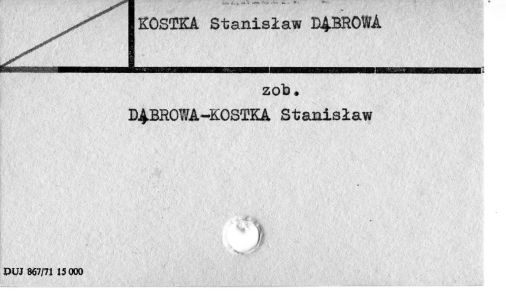 KOSTKA Stanisław DĄBROWA
zob.
DĄBROWA-KOSTKA Stanisław
DUJ 867/71 15 000